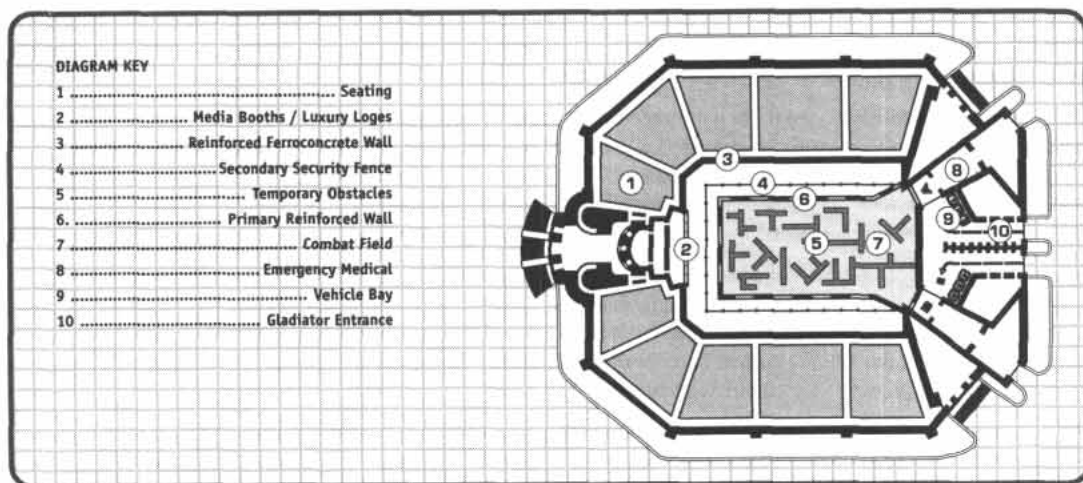 DIAGRAM KEY
1 .......................................................... Seating
2 .......................... Media Booths / Luxury Loges
3 .......................... Reinforced Ferroconcrete Wall
4 ................................ Secondary Security Fence
5 ...................................... Temporary Obstacles
6. ................................ Primary Reinforced Wall
7 .................................................. Combat Field
8 .......................................... Emergency Medical
9 .................................................. Vehicle Bay
10 ........................................ Gladiator Entrance
3
4
6
8
1
A
9
2
5
7
10
B